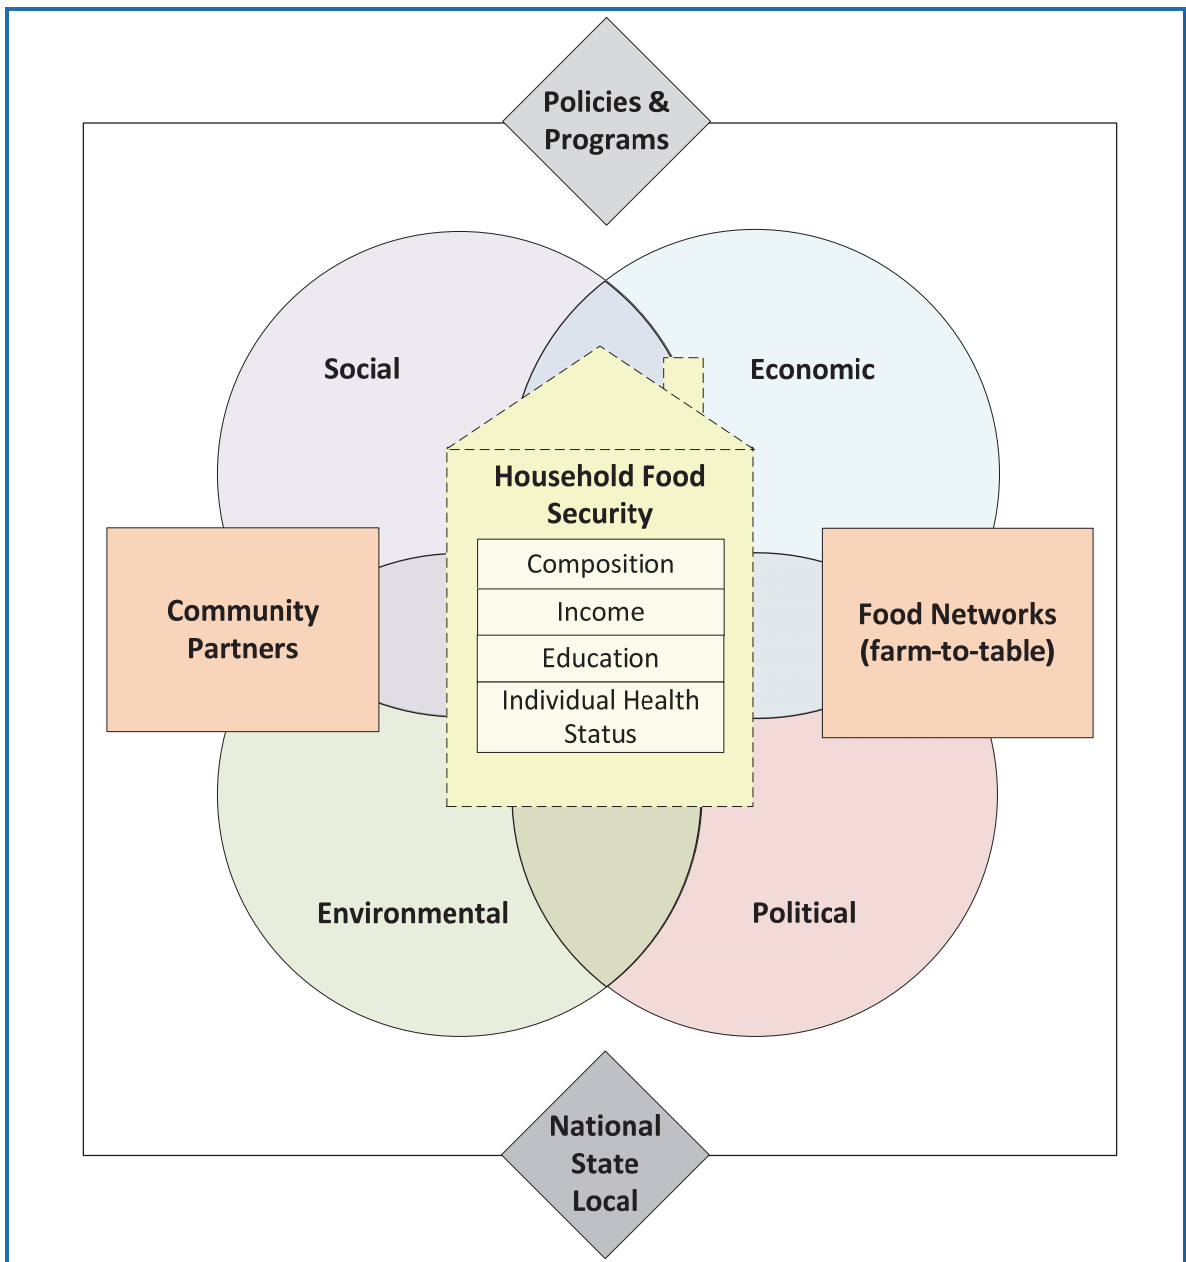 Policies &
Programs
Social
Economic
Household Food
Security
Composition
Income
Education
Individual Health
Status
Community
Partners
Food Networks
(farm-to-table)
Environmental
Political
National
State
Local